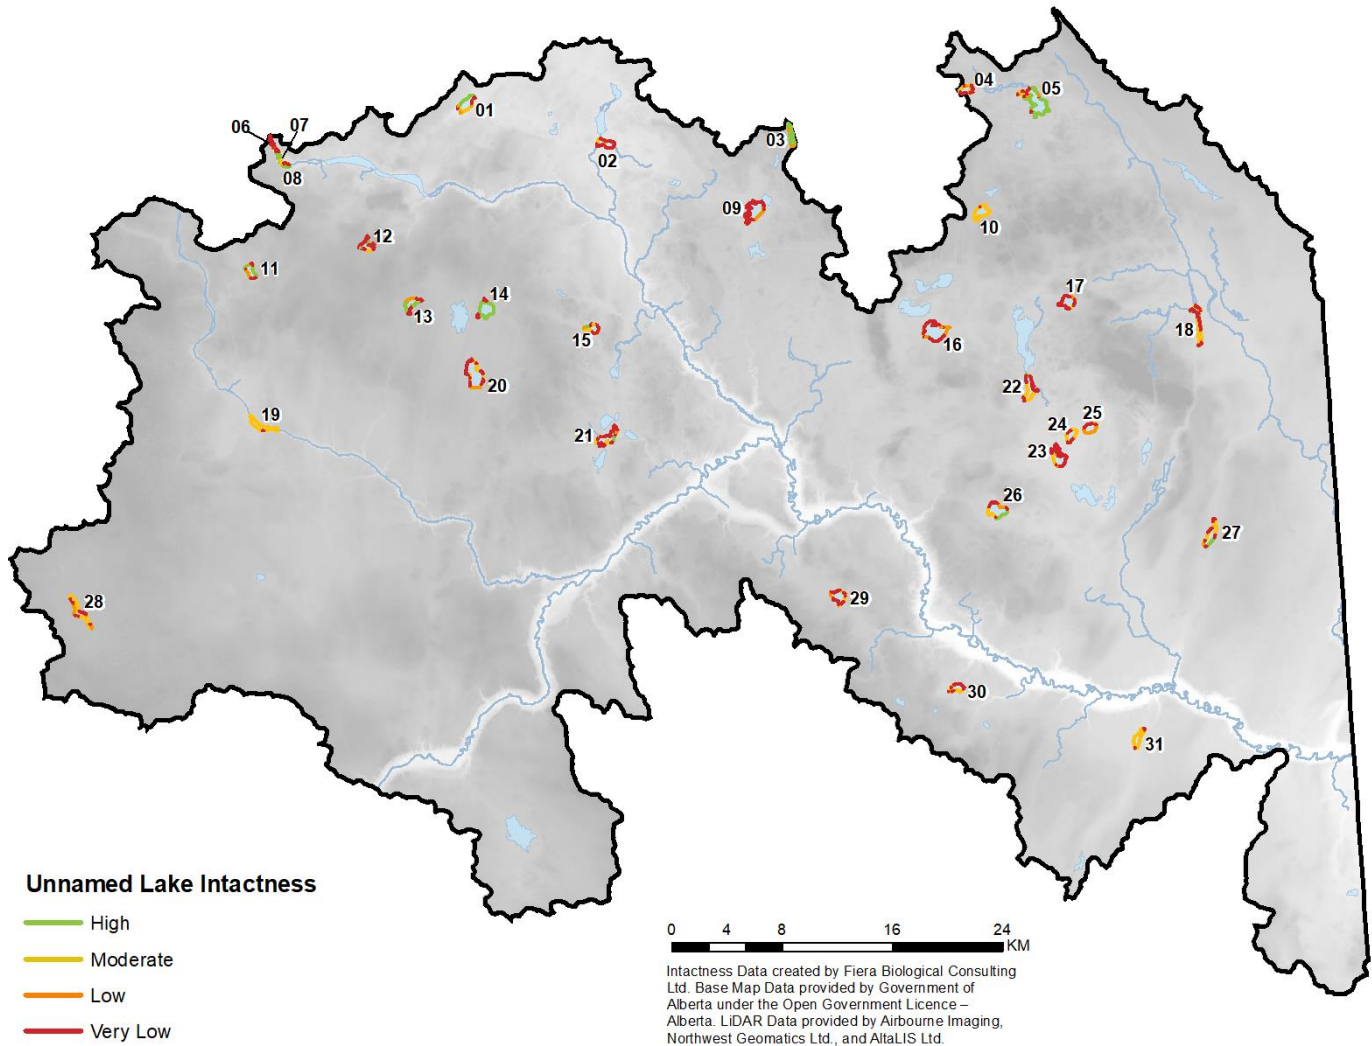 04
05
01
06
07
03
02
08
09
10
12
11
17
14
13
18
15
16
20
22
19
25
24
21
23
26
27
28
29
30
31
Unnamed Lake Intactness
High
Moderate
Low
Very Low
0 4 8 16 24
KM
Intactness Data created by Fiera Biological Consulting
Ltd. Base Map Data provided by Government of
Alberta under the Open Government Licence –
Alberta. LiDAR Data provided by Airbourne Imaging,
Northwest Geomatics Ltd., and AltaLIS Ltd.